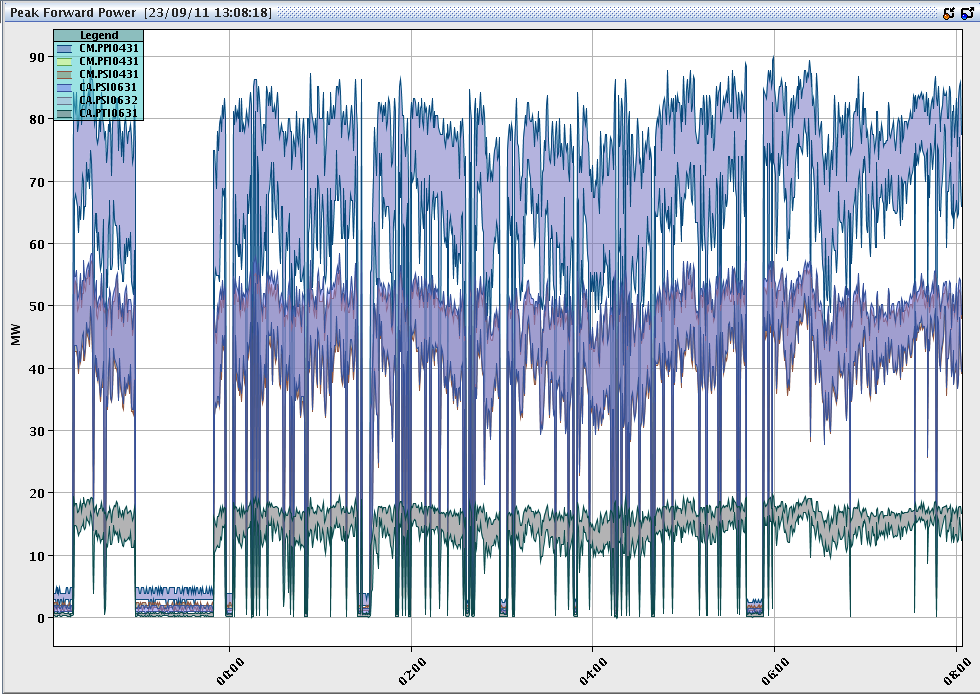 Peak Forward Power [23/09/11 13:08:18]
Legend
CM.PPI0431
CM.PFI0431
CM.PSI0431
CA.PSI0631
CA.PSI0632
CA.PTI0631
90
80
70
60
50
40
30
20
10
0
MW
00:00
02:00
04:00
06:00
08:00